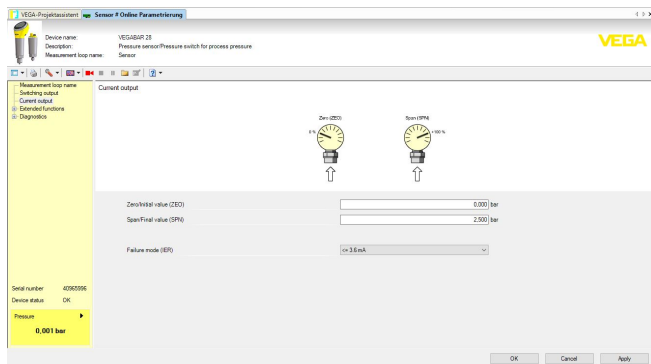 VEGA-Projektassistent
Sensor # Online Parametrierung
Device name: VEGABAR 28
Description: Pressure sensor/Pressure switch for process pressure
Measurement loop name: Sensor
VEGA
Measurement loop name
Switching output
Current output
Extended functions
Diagnostics
Current output
Zero (ZEO)
Span (SPN)
0 %
+100 %
Zero/Initial value (ZEO) 0,000 bar
Span/Final value (SPN) 2,500 bar
Failure mode (IER) <= 3.6 mA
Serial number 40965996
Device status OK
Pressure
0,001 bar
OK Cancel Apply